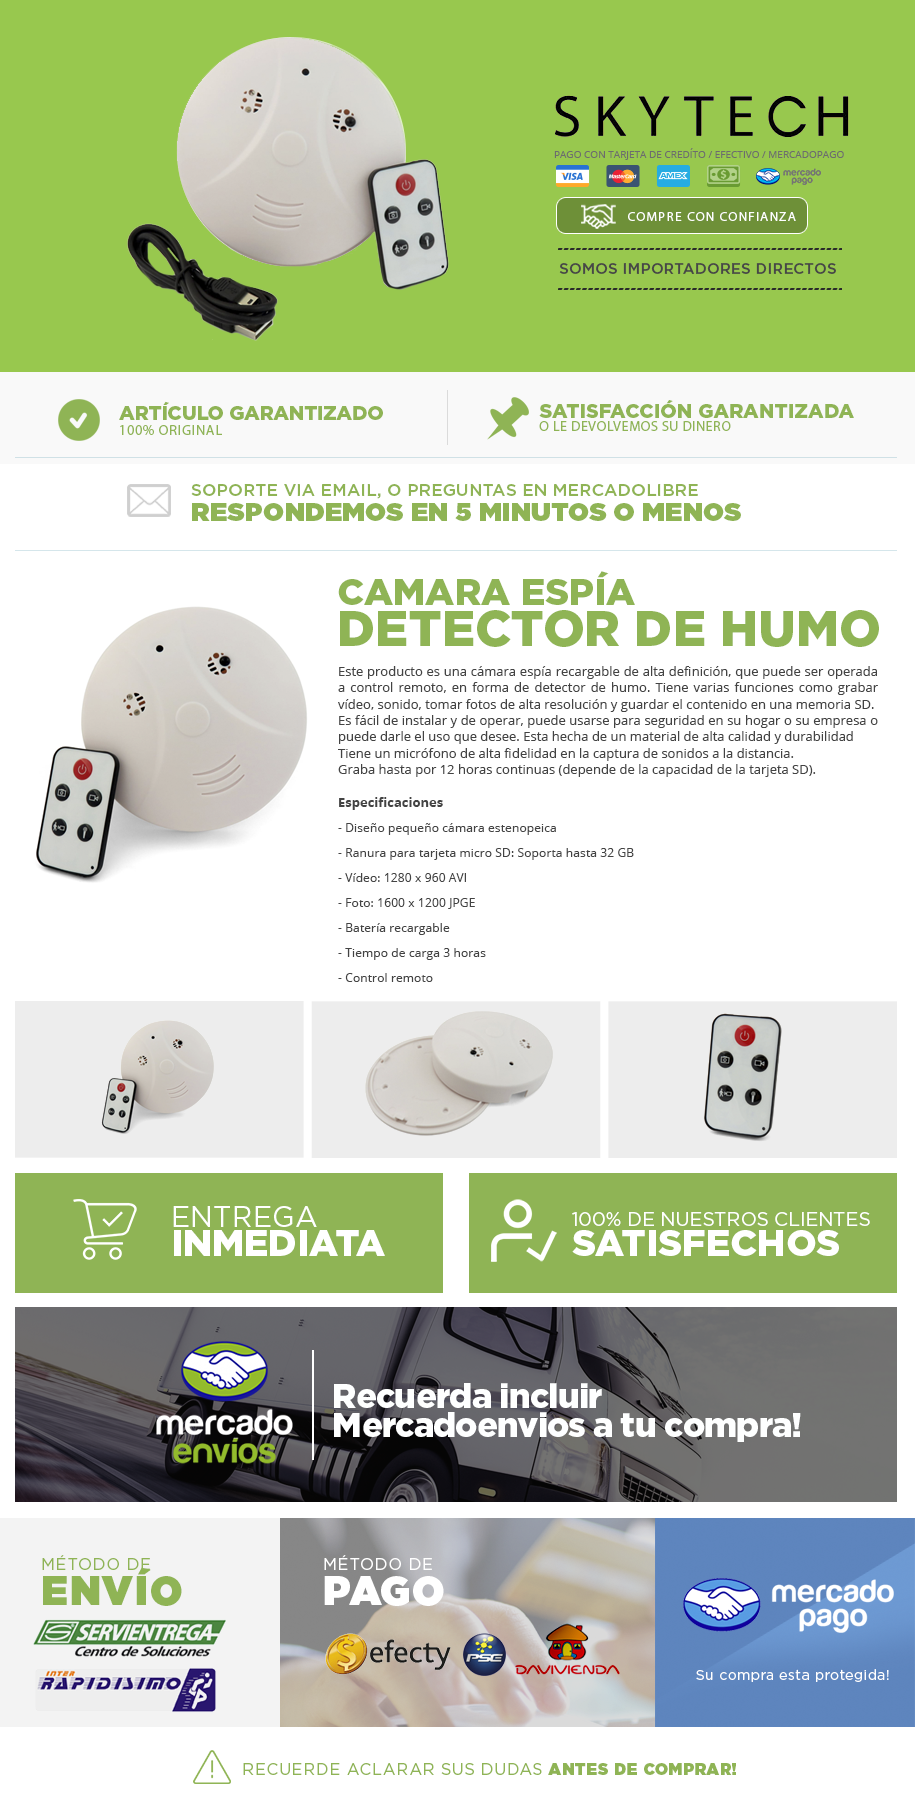 SKYTECH
PAGO CON TARJETA DE CREDÍTO / EFECTIVO / MERCADOPAGO
VISA MasterCard AMEX mercado pago
COMPRE CON CONFIANZA
SOMOS IMPORTADORES DIRECTOS
ARTÍCULO GARANTIZADO
100% ORIGINAL
SATISFACCIÓN GARANTIZADA
O LE DEVOLVEMOS SU DINERO
SOPORTE VIA EMAIL, O PREGUNTAS EN MERCADOLIBRE
RESPONDEMOS EN 5 MINUTOS O MENOS
CAMARA ESPÍA
DETECTOR DE HUMO
Este producto es una cámara espía recargable de alta definición, que puede ser operada
a control remoto, en forma de detector de humo. Tiene varias funciones como grabar
vídeo, sonido, tomar fotos de alta resolución y guardar el contenido en una memoria SD.
Es fácil de instalar y de operar, puede usarse para seguridad en su hogar o su empresa o
puede darle el uso que desee. Esta hecha de un material de alta calidad y durabilidad
Tiene un micrófono de alta fidelidad en la captura de sonidos a la distancia.
Graba hasta por 12 horas continuas (depende de la capacidad de la tarjeta SD).
Especificaciones
- Diseño pequeño cámara estenopeica
- Ranura para tarjeta micro SD: Soporta hasta 32 GB
- Vídeo: 1280 x 960 AVI
- Foto: 1600 x 1200 JPGE
- Batería recargable
- Tiempo de carga 3 horas
- Control remoto
ENTREGA
INMEDIATA
100% DE NUESTROS CLIENTES
SATISFECHOS
mercado
envios
Recuerda incluir
Mercadoenvios a tu compra!
MÉTODO DE
ENVÍO
SERVIENTREGA
Centro de Soluciones
INTER
RAPIDISIMO
MÉTODO DE
PAGO
efecty
PSE
DAVIVIENDA
mercado
pago
Su compra esta protegida!
RECUERDE ACLARAR SUS DUDAS ANTES DE COMPRAR!